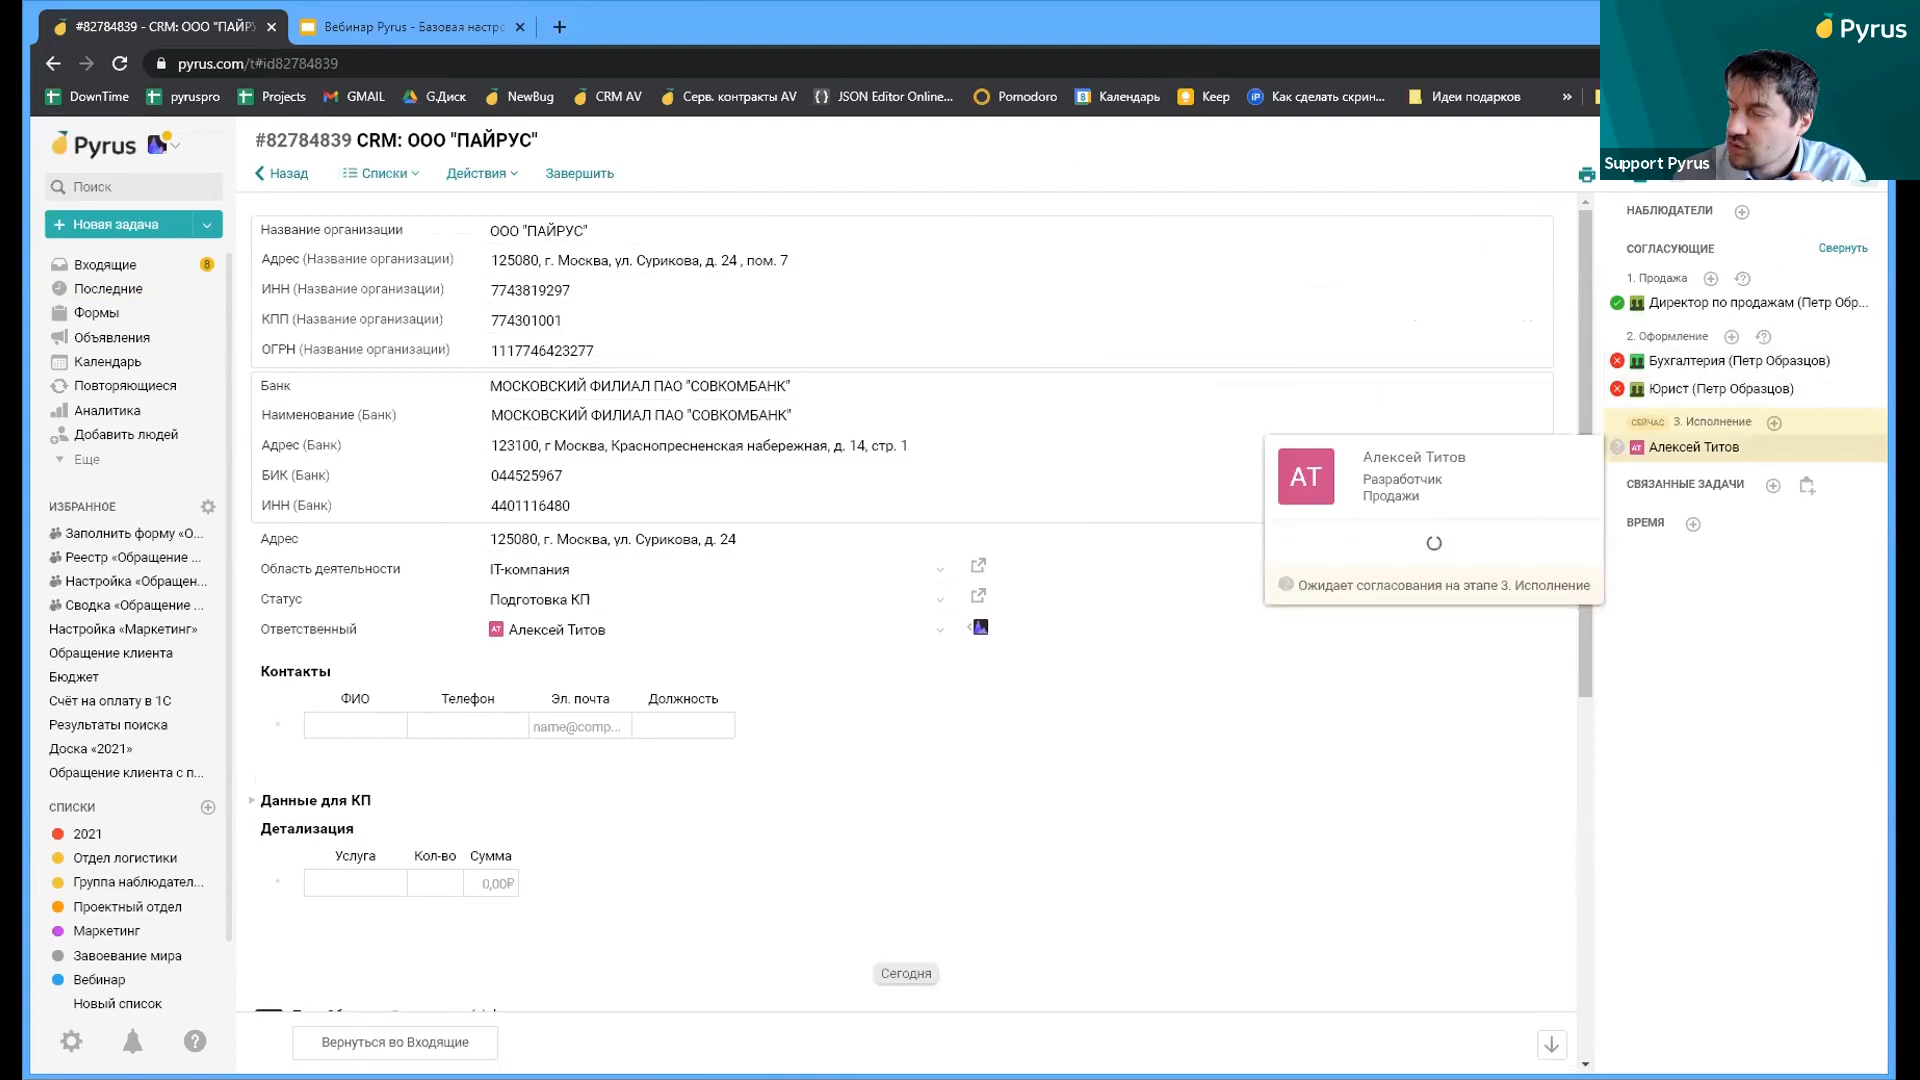 #82784839 - CRM: ООО "ПАЙР
Вебинар Pyrus - Базовая настро
pyrus.com/t#id82784839
DownTime
pyruspro
Projects
GMAIL
G.Диск
NewBug
CRM AV
Серв. контракты AV
JSON Editor Online...
Pomodoro
Календарь
Keep
Как сделать скрин...
Идеи подарков
»
Pyrus
Support Pyrus
Pyrus
Поиск
+ Новая задача
Входящие 8
Последние
Формы
Объявления
Календарь
Повторяющиеся
Аналитика
Добавить людей
Еще
ИЗБРАННОЕ
Заполнить форму «О...
Реестр «Обращение ...
Настройка «Обращен...
Сводка «Обращение ...
Настройка «Маркетинг»
Обращение клиента
Бюджет
Счёт на оплату в 1С
Результаты поиска
Доска «2021»
Обращение клиента с п...
СПИСКИ
2021
Отдел логистики
Группа наблюдател...
Проектный отдел
Маркетинг
Завоевание мира
Вебинар
Новый список
#82784839 CRM: ООО "ПАЙРУС"
Назад
Списки
Действия
Завершить
Название организации ООО "ПАЙРУС"
Адрес (Название организации) 125080, г. Москва, ул. Сурикова, д. 24 , пом. 7
ИНН (Название организации) 7743819297
КПП (Название организации) 774301001
ОГРН (Название организации) 1117746423277
Банк МОСКОВСКИЙ ФИЛИАЛ ПАО "СОВКОМБАНК"
Наименование (Банк) МОСКОВСКИЙ ФИЛИАЛ ПАО "СОВКОМБАНК"
Адрес (Банк) 123100, г Москва, Краснопресненская набережная, д. 14, стр. 1
БИК (Банк) 044525967
ИНН (Банк) 4401116480
Адрес 125080, г. Москва, ул. Сурикова, д. 24
Область деятельности IT-компания
Статус Подготовка КП
Ответственный АТ Алексей Титов
Контакты
ФИО Телефон Эл. почта Должность
name@comp...
Данные для КП
Детализация
Услуга Кол-во Сумма
0,00₽
Сегодня
Вернуться во Входящие
АТ
Алексей Титов
Разработчик
Продажи
Ожидает согласования на этапе 3. Исполнение
НАБЛЮДАТЕЛИ
СОГЛАСУЮЩИЕ Свернуть
1. Продажа
Директор по продажам (Петр Обр...
2. Оформление
Бухгалтерия (Петр Образцов)
Юрист (Петр Образцов)
СЕЙЧАС 3. Исполнение
АТ Алексей Титов
СВЯЗАННЫЕ ЗАДАЧИ
ВРЕМЯ